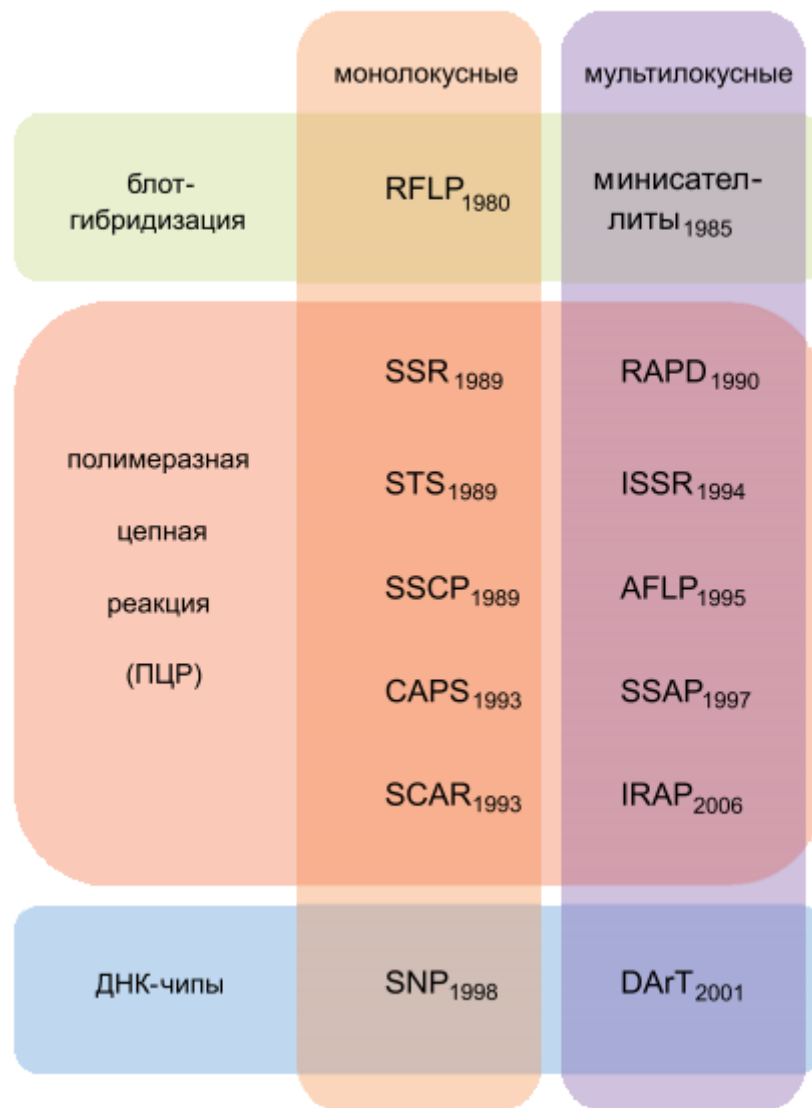 монолокусные мультилокусные
блот-
гибридизация
RFLP1980
минисател-
литы1985
полимеразная
цепная
реакция
(ПЦР)
SSR1989 RAPD1990
STS1989 ISSR1994
SSCP1989 AFLP1995
CAPS1993 SSAP1997
SCAR1993 IRAP2006
ДНК-чипы SNP1998 DArT2001